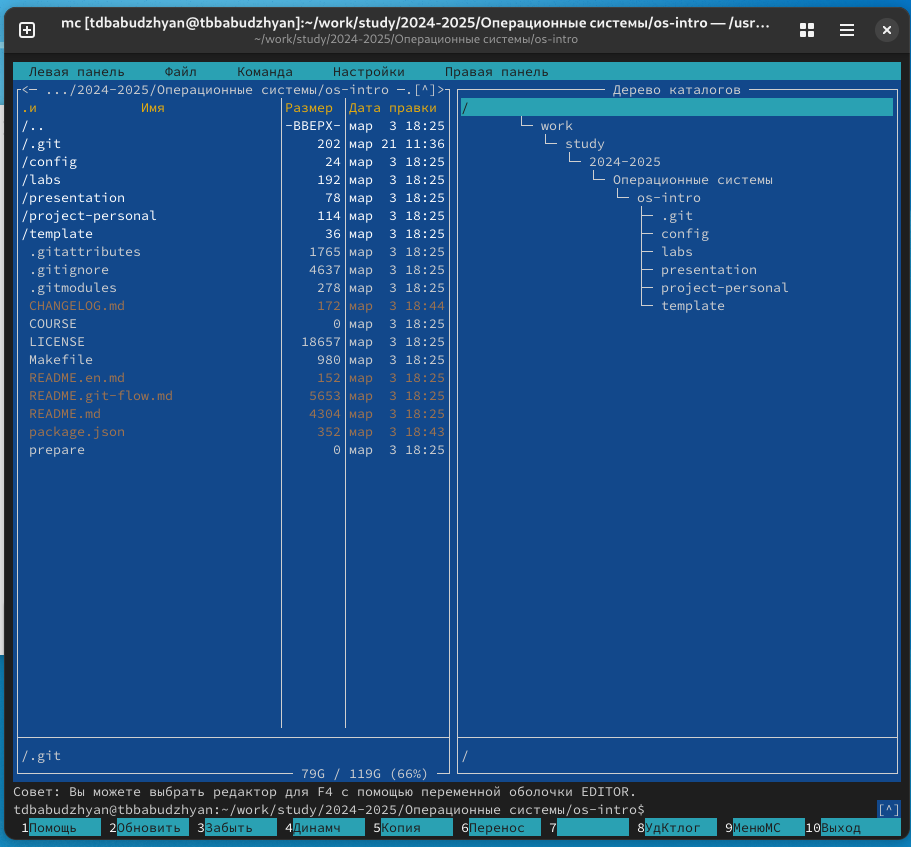 mc [tdbabudzhyan@tbbabudzhyan]:~/work/study/2024-2025/Операционные системы/os-intro — /usr…
~/work/study/2024-2025/Операционные системы/os-intro
Левая панель Файл Команда Настройки Правая панель
<— .../2024-2025/Операционные системы/os-intro —.[^]>
.и Имя Размер Дата правки
/.. -ВВЕРХ- мар 3 18:25
/.git 202 мар 21 11:36
/config 24 мар 3 18:25
/labs 192 мар 3 18:25
/presentation 78 мар 3 18:25
/project-personal 114 мар 3 18:25
/template 36 мар 3 18:25
.gitattributes 1765 мар 3 18:25
.gitignore 4637 мар 3 18:25
.gitmodules 278 мар 3 18:25
CHANGELOG.md 172 мар 3 18:44
COURSE 0 мар 3 18:25
LICENSE 18657 мар 3 18:25
Makefile 980 мар 3 18:25
README.en.md 152 мар 3 18:25
README.git-flow.md 5653 мар 3 18:25
README.md 4304 мар 3 18:25
package.json 352 мар 3 18:43
prepare 0 мар 3 18:25
/.git
79G / 119G (66%)
Дерево каталогов
/
work
study
2024-2025
Операционные системы
os-intro
.git
config
labs
presentation
project-personal
template
/
Совет: Вы можете выбрать редактор для F4 с помощью переменной оболочки EDITOR.
tdbabudzhyan@tbbabudzhyan:~/work/study/2024-2025/Операционные системы/os-intro$ [^]
1Помощь 2Обновить 3Забыть 4Динамч 5Копия 6Перенос 7 8УдКтлог 9МенюМС 10Выход